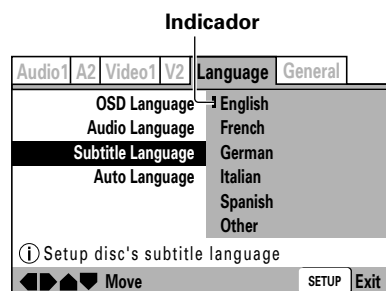 Indicador
Audio1 A2 Video1 V2 Language General
OSD Language English
Audio Language French
Subtitle Language German
Auto Language Italian
Spanish
Other
i Setup disc's subtitle language
Move SETUP Exit